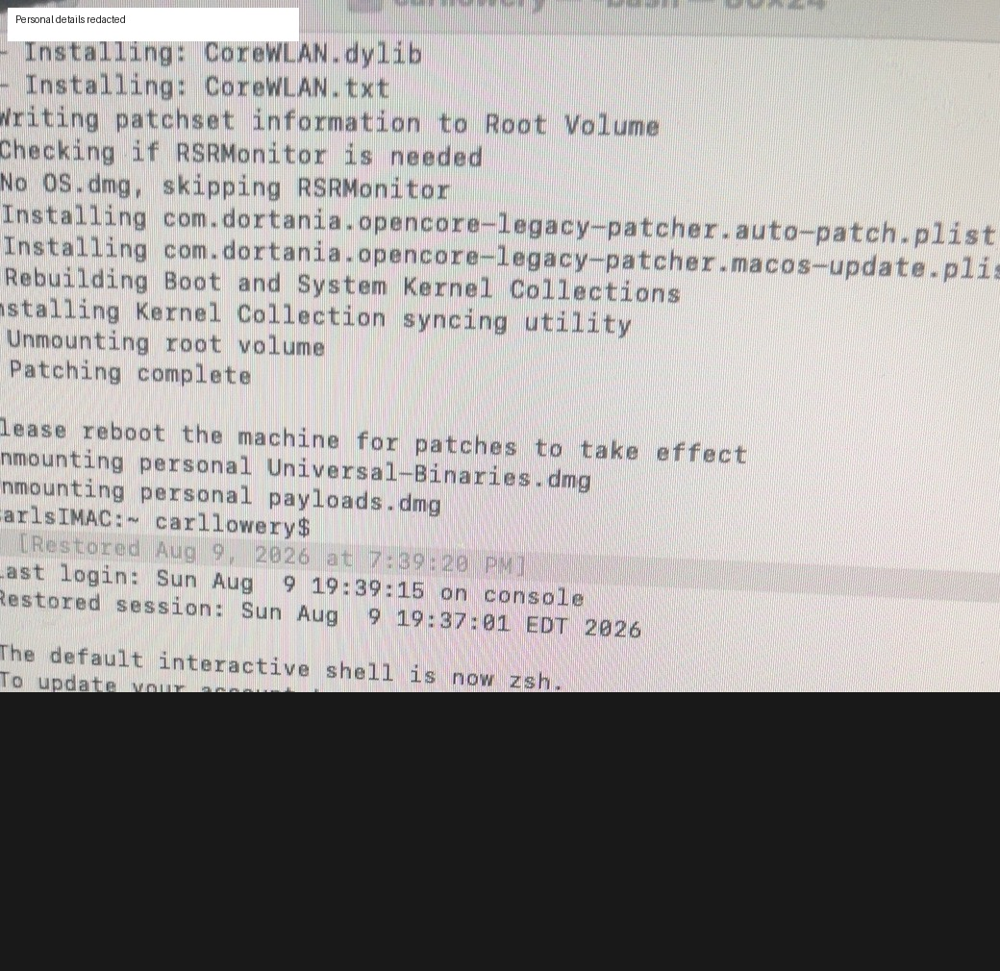 Personal details redacted
- Installing: CoreWLAN.dylib
- Installing: CoreWLAN.txt
Writing patchset information to Root Volume
Checking if RSRMonitor is needed
No OS.dmg, skipping RSRMonitor
Installing com.dortania.opencore-legacy-patcher.auto-patch.plist
Installing com.dortania.opencore-legacy-patcher.macos-update.plis
Rebuilding Boot and System Kernel Collections
nstalling Kernel Collection syncing utility
Unmounting root volume
Patching complete
lease reboot the machine for patches to take effect
nmounting personal Universal-Binaries.dmg
nmounting personal payloads.dmg
arlsIMAC:~ carllowery$
[Restored Aug 9, 2026 at 7:39:20 PM]
Last login: Sun Aug  9 19:39:15 on console
Restored session: Sun Aug  9 19:37:01 EDT 2026
The default interactive shell is now zsh.
To update your